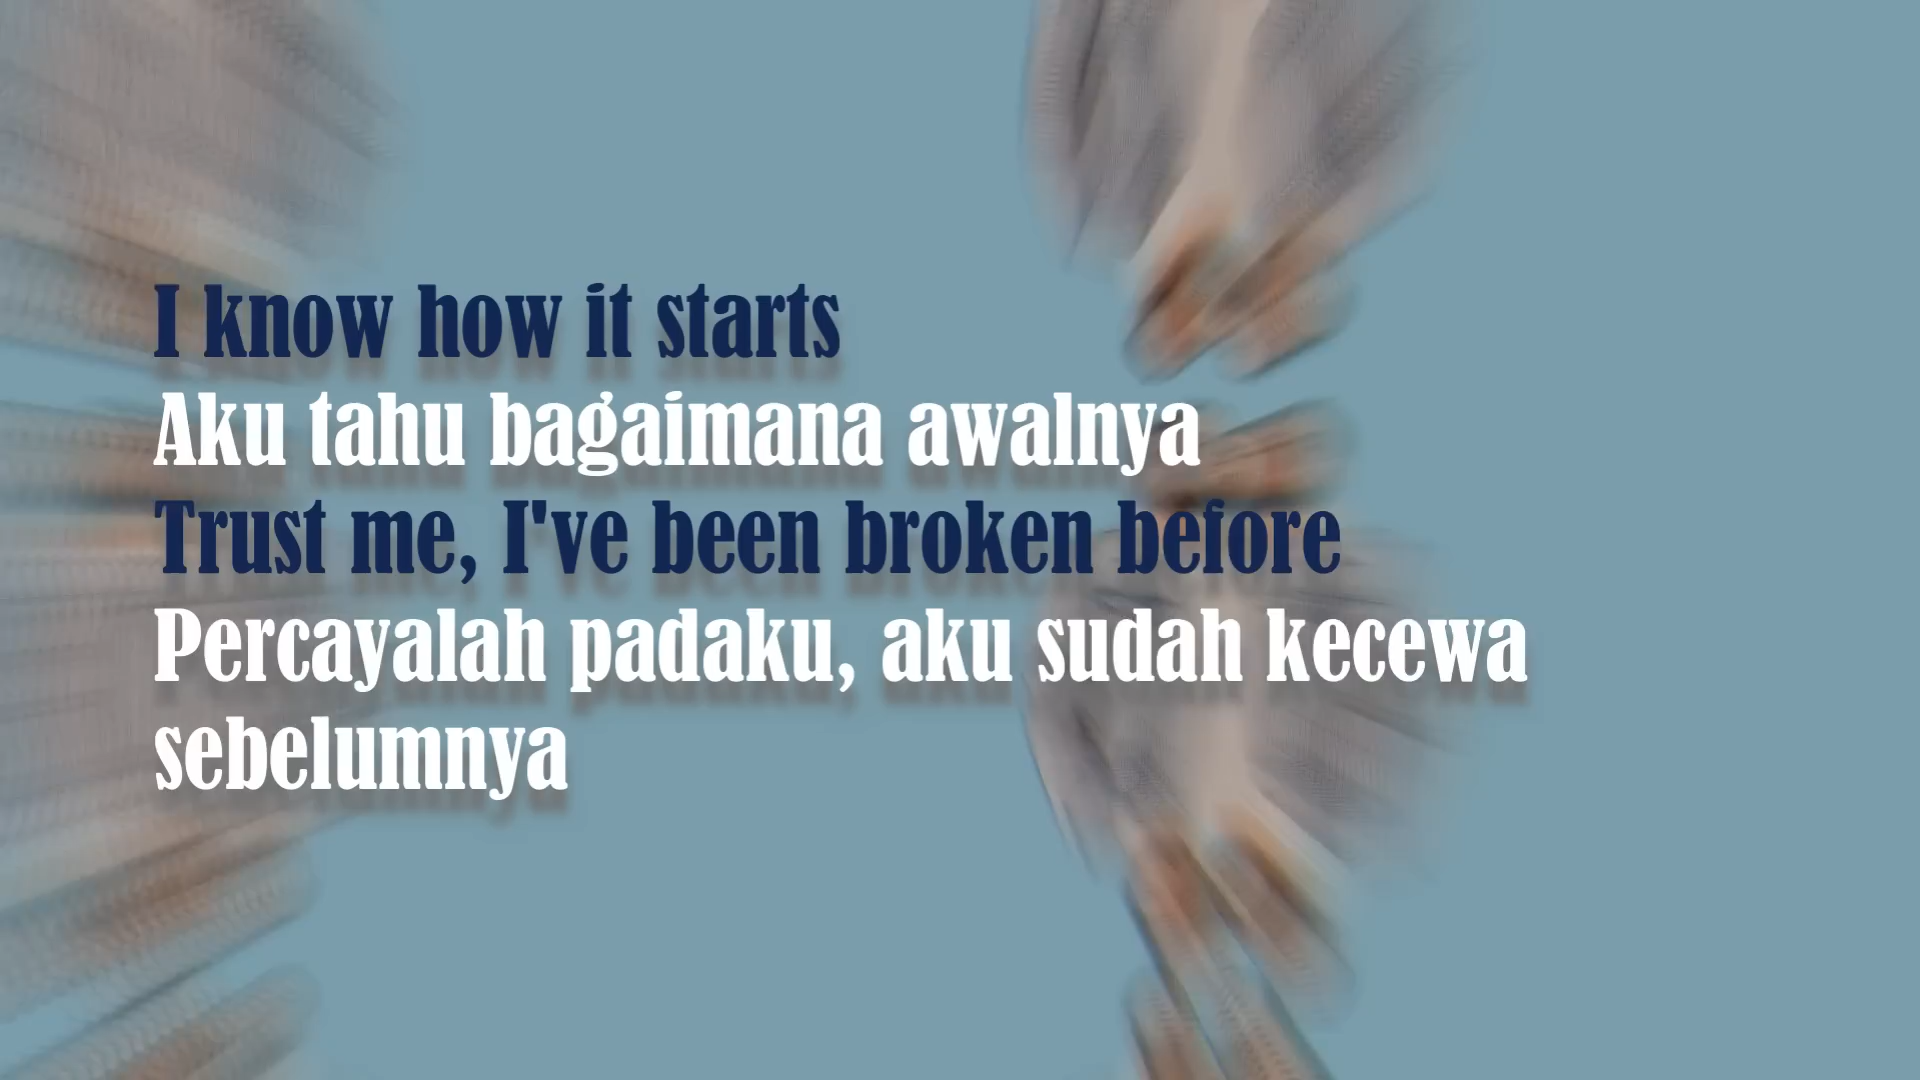 I know how it starts
Aku tahu bagaimana awalnya
Trust me, I've been broken before
Percayalah padaku, aku sudah kecewa
sebelumnya